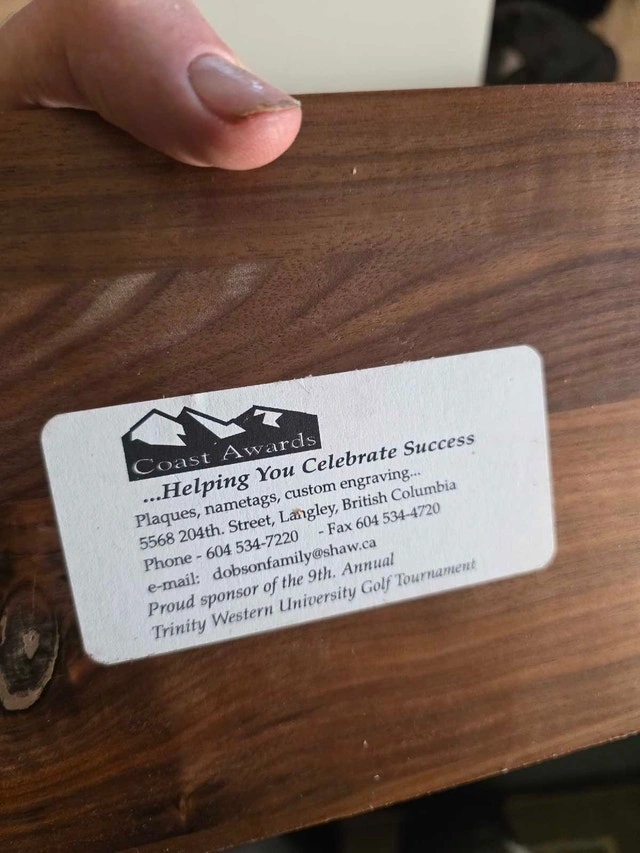 Coast Awards
...Helping You Celebrate Success
Plaques, nametags, custom engraving...
5568 204th. Street, Langley, British Columbia
Phone - 604 534-7220 - Fax 604 534-4720
e-mail: dobsonfamily@shaw.ca
Proud sponsor of the 9th. Annual
Trinity Western University Golf Tournament